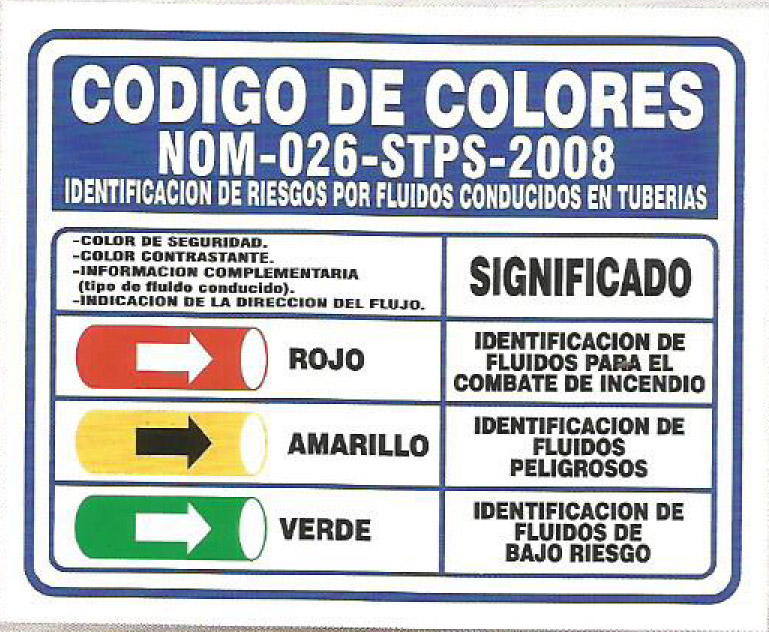 CODIGO DE COLORES
NOM-026-STPS-2008
IDENTIFICACION DE RIESGOS POR FLUIDOS CONDUCIDOS EN TUBERIAS
-COLOR DE SEGURIDAD.
-COLOR CONTRASTANTE.
-INFORMACION COMPLEMENTARIA
(tipo de fluido conducido).
-INDICACION DE LA DIRECCION DEL FLUJO.
SIGNIFICADO
ROJO
IDENTIFICACION DE
FLUIDOS PARA EL
COMBATE DE INCENDIO
AMARILLO
IDENTIFICACION DE
FLUIDOS
PELIGROSOS
VERDE
IDENTIFICACION DE
FLUIDOS DE
BAJO RIESGO